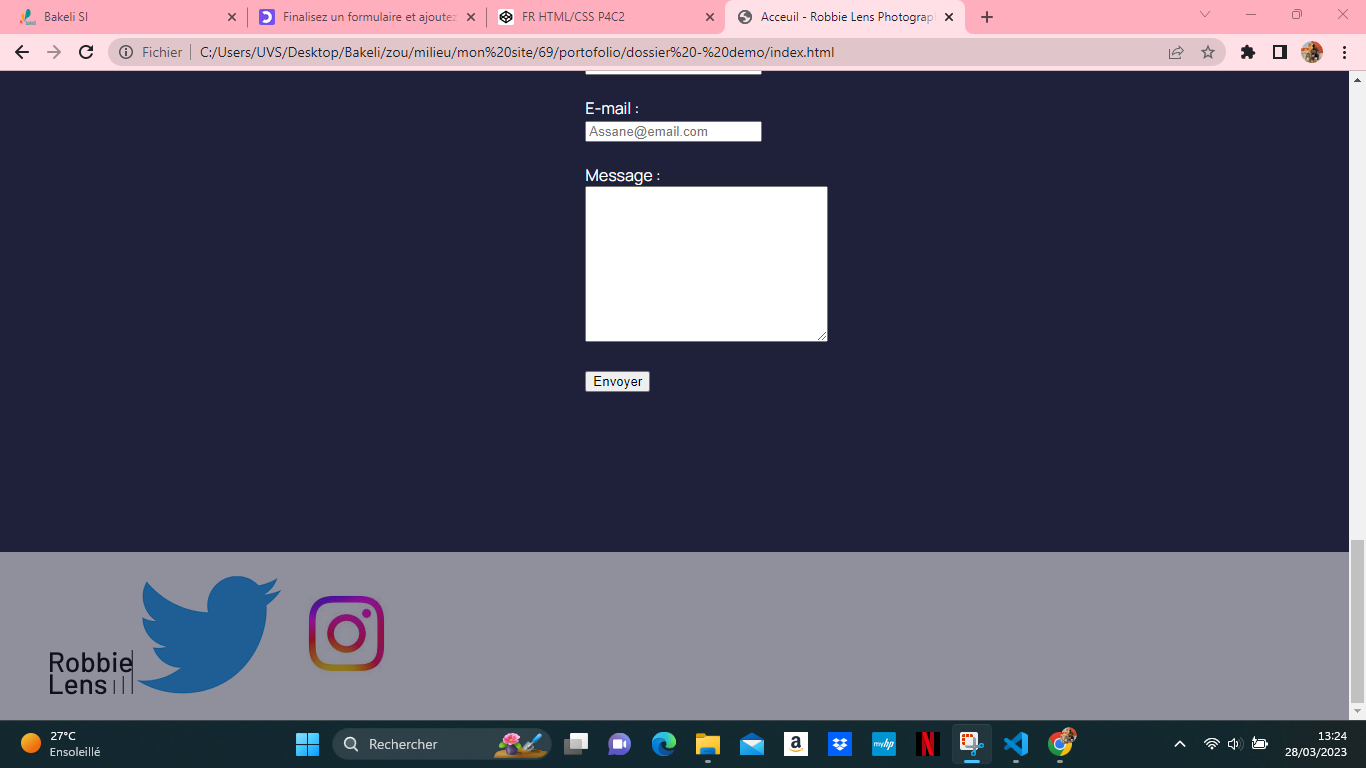 Bakeli SI
Finalisez un formulaire et ajoutez
FR HTML/CSS P4C2
Acceuil - Robbie Lens Photograp
Fichier
C:/Users/UVS/Desktop/Bakeli/zou/milieu/mon%20site/69/portofolio/dossier%20-%20demo/index.html
E-mail :
Assane@email.com
Message :
Envoyer
Robbie
Lens
27°C
Ensoleillé
Rechercher
a
myhp
N
13:24
28/03/2023